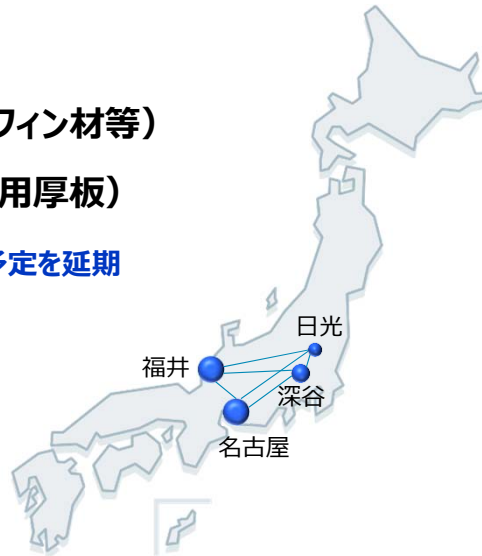 フィン材等）
用厚板）
予定を延期
日光
福井
深谷
名古屋